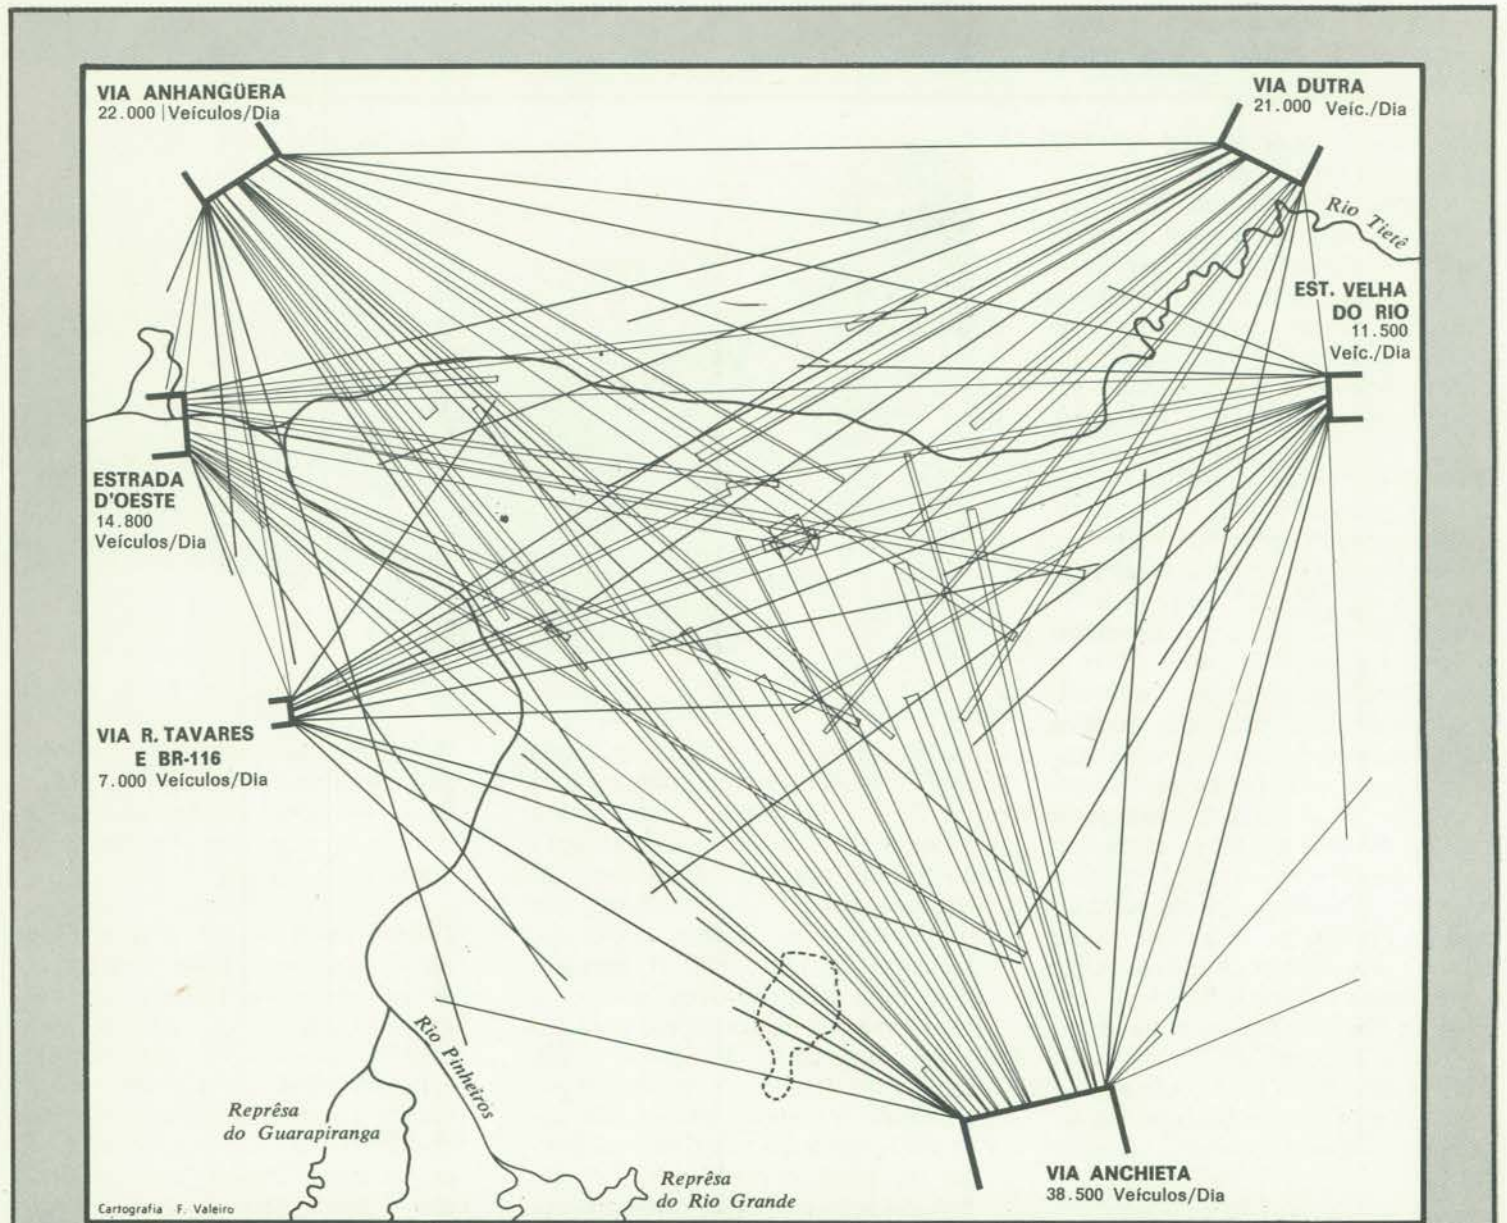 VIA ANHANGÜERA
22.000 Veículos/Dia
VIA DUTRA
21.000 Veíc./Dia
Rio Tietê
EST. VELHA
DO RIO
11.500
Veíc./Dia
ESTRADA
D'OESTE
14.800
Veículos/Dia
VIA R. TAVARES
E BR-116
7.000 Veículos/Dia
Rio Pinheiros
Reprêsa
do Guarapiranga
Reprêsa
do Rio Grande
VIA ANCHIETA
38.500 Veículos/Dia
Cartografia F. Valeiro